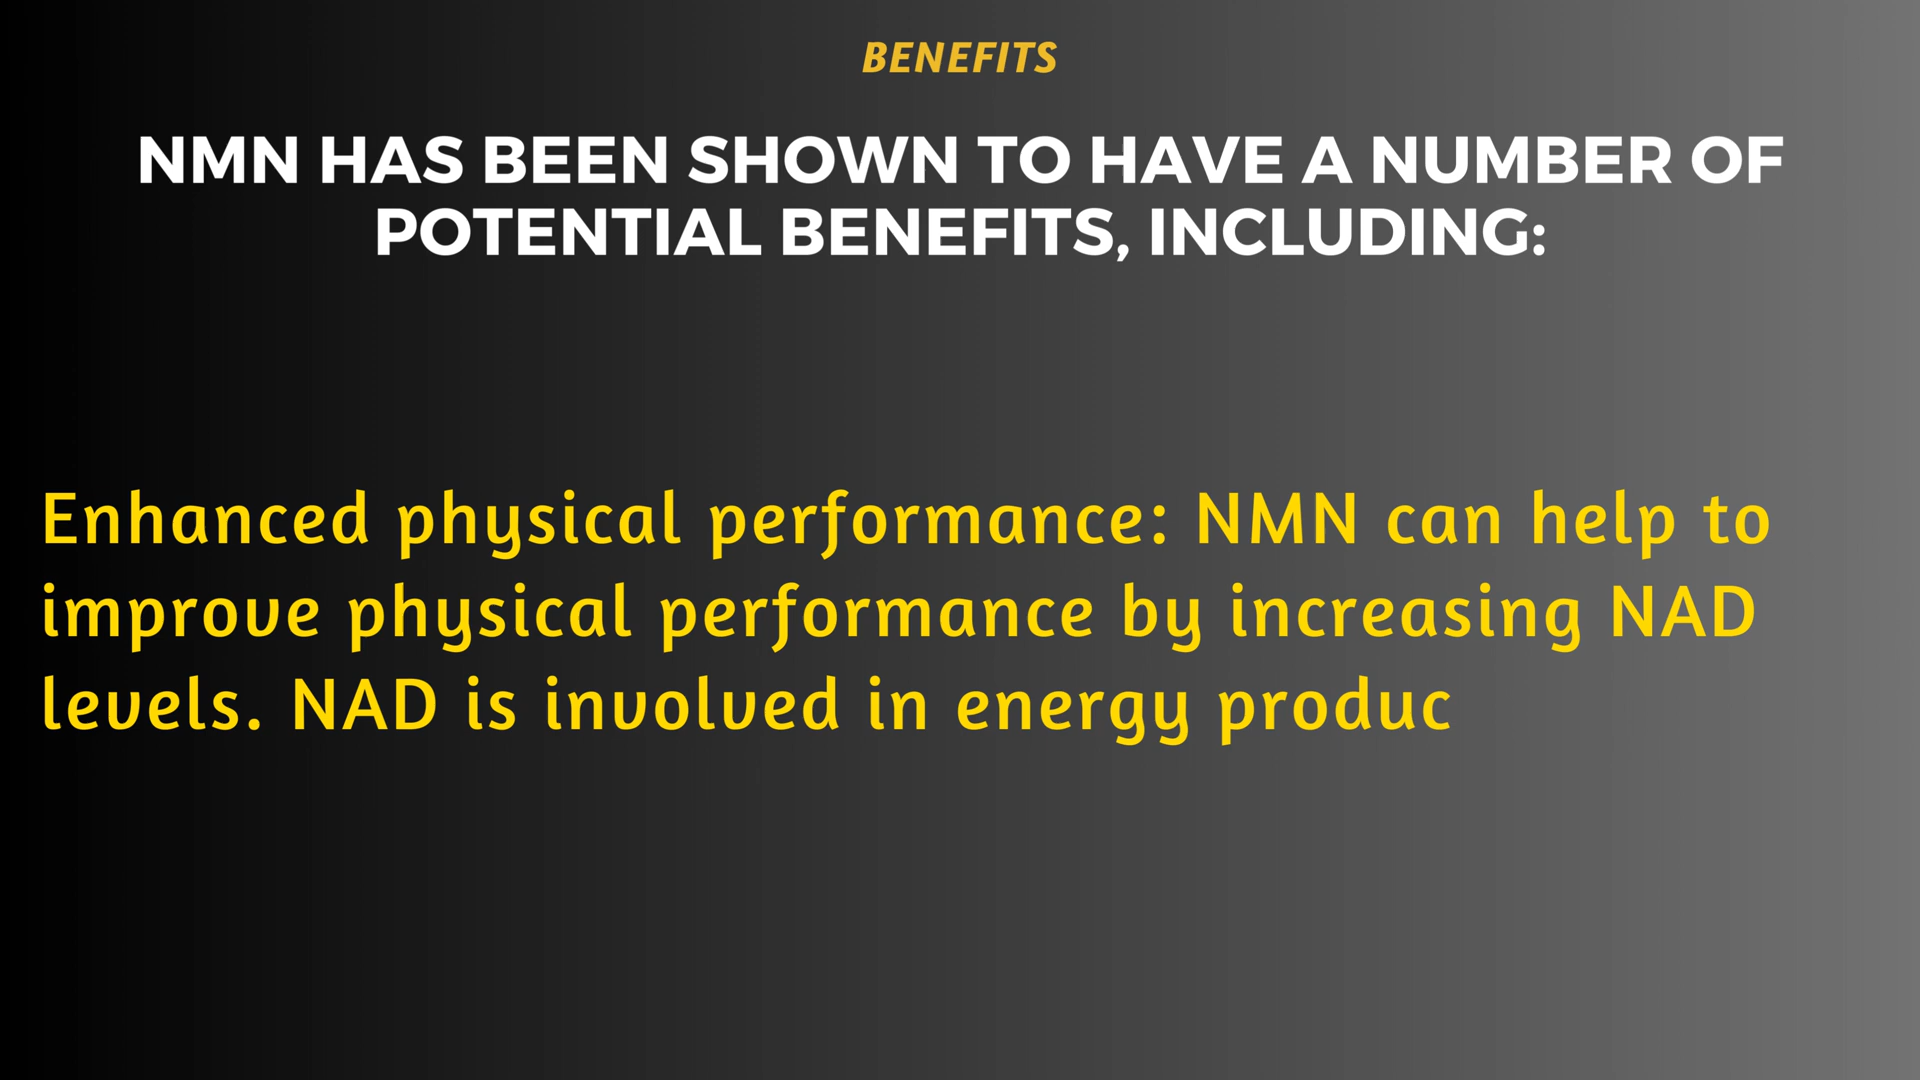 BENEFITS
NMN HAS BEEN SHOWN TO HAVE A NUMBER OF
POTENTIAL BENEFITS, INCLUDING:
Enhanced physical performance: NMN can help to
improve physical performance by increasing NAD
levels. NAD is involved in energy produc